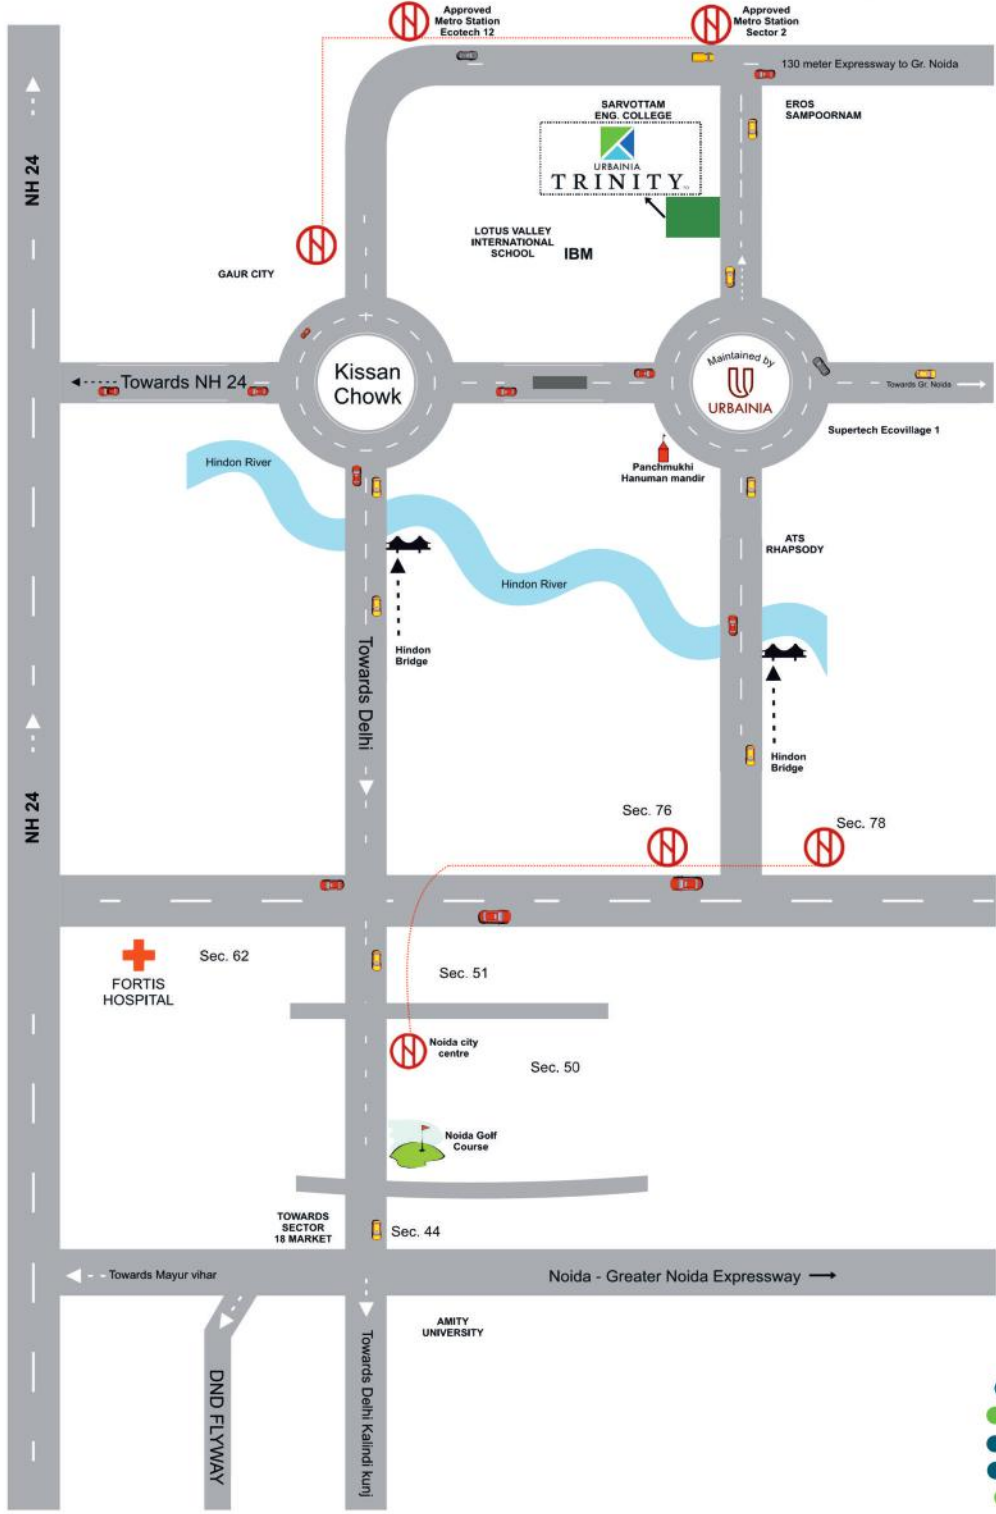 Approved
Metro Station
Ecotech 12
Approved
Metro Station
Sector 2
130 meter Expressway to Gr. Noida
NH 24
SARVOTTAM
ENG. COLLEGE
EROS
SAMPOORNAM
URBAINIA
TRINITY
LOTUS VALLEY
INTERNATIONAL
SCHOOL
IBM
GAUR CITY
Towards NH 24
Kissan
Chowk
Maintained by
URBAINIA
Towards Gr. Noida
Supertech Ecovillage 1
Hindon River
Panchmukhi
Hanuman mandir
ATS
RHAPSODY
Hindon River
Hindon
Bridge
Towards Delhi
Hindon
Bridge
NH 24
Sec. 76
Sec. 78
Sec. 62
FORTIS
HOSPITAL
Sec. 51
Noida city
centre
Sec. 50
Noida Golf
Course
TOWARDS
SECTOR
18 MARKET
Sec. 44
Towards Mayur vihar
Noida - Greater Noida Expressway
AMITY
UNIVERSITY
DND FLYWAY
Towards Delhi Kalindi kunj